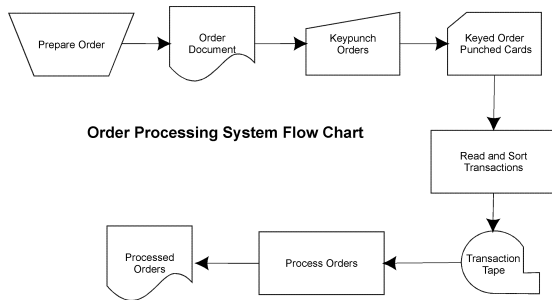 Prepare Order
Order
Document
Keypunch
Orders
Keyed Order
Punched Cards
Order Processing System Flow Chart
Read and Sort
Transactions
Transaction
Tape
Process Orders
Processed
Orders